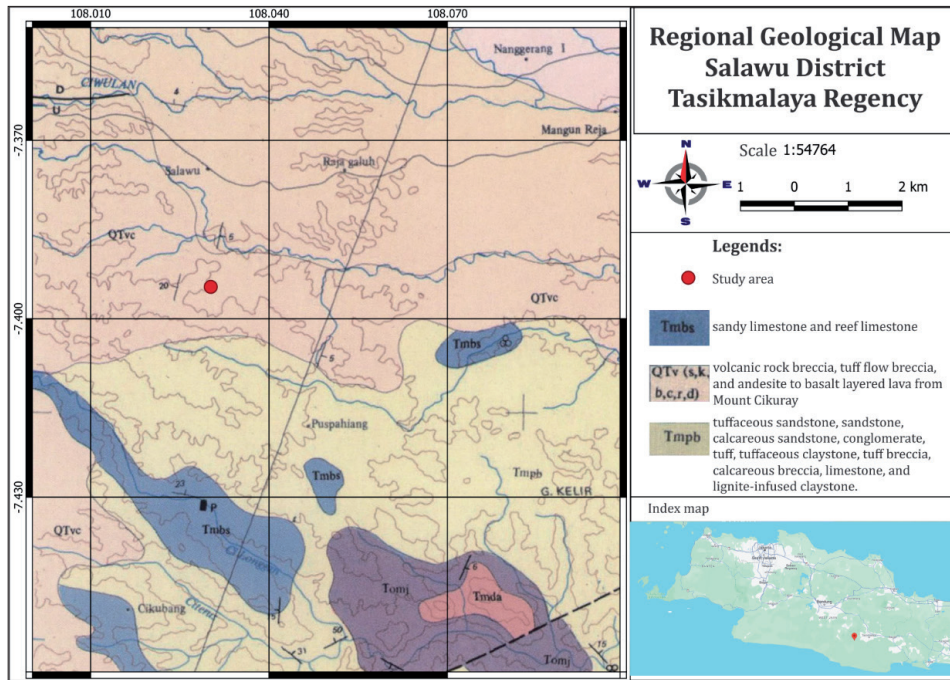 108.010 108.040 108.070
-7.370
-7.400
-7.430
Nanggerang I
CIWULAN
D
U
4
Mangun Reja
Salawu
Raja galuh
5
QTvc
20
QTvc
Tmbs
5
Puspahiang
Tmbs
Tmpb
G. KELIR
23
P
Tmbs
QTvc
6
Tomj
Tmda
Cikubang
15
50
31
15
Tomj
8
Regional Geological Map
Salawu District
Tasikmalaya Regency
N
W E
S
Scale 1:54764
1 0 1 2 km
Legends:
Study area
Tmbs sandy limestone and reef limestone
QTv (s,k, b,c,r,d) volcanic rock breccia, tuff flow breccia,
and andesite to basalt layered lava from
Mount Cikuray
Tmpb tuffaceous sandstone, sandstone,
calcareous sandstone, conglomerate,
tuff, tuffaceous claystone, tuff breccia,
calcareous breccia, limestone, and
lignite-infused claystone.
Index map